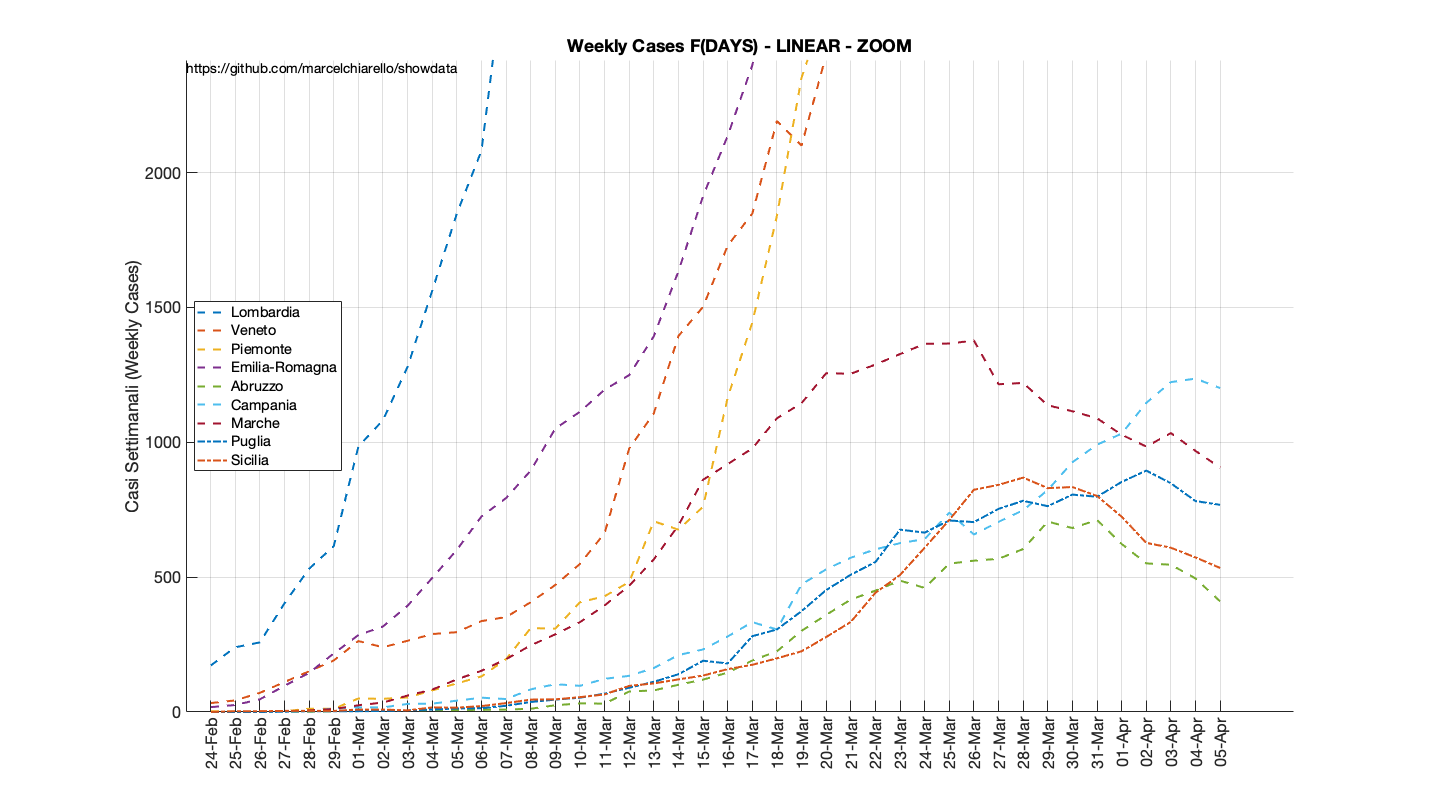 Weekly Cases F(DAYS) - LINEAR - ZOOM
https://github.com/marcelchiarello/showdata
Casi Settimanali (Weekly Cases)
2000
1500
1000
500
0
Lombardia
Veneto
Piemonte
Emilia-Romagna
Abruzzo
Campania
Marche
Puglia
Sicilia
24-Feb
25-Feb
26-Feb
27-Feb
28-Feb
29-Feb
01-Mar
02-Mar
03-Mar
04-Mar
05-Mar
06-Mar
07-Mar
08-Mar
09-Mar
10-Mar
11-Mar
12-Mar
13-Mar
14-Mar
15-Mar
16-Mar
17-Mar
18-Mar
19-Mar
20-Mar
21-Mar
22-Mar
23-Mar
24-Mar
25-Mar
26-Mar
27-Mar
28-Mar
29-Mar
30-Mar
31-Mar
01-Apr
02-Apr
03-Apr
04-Apr
05-Apr